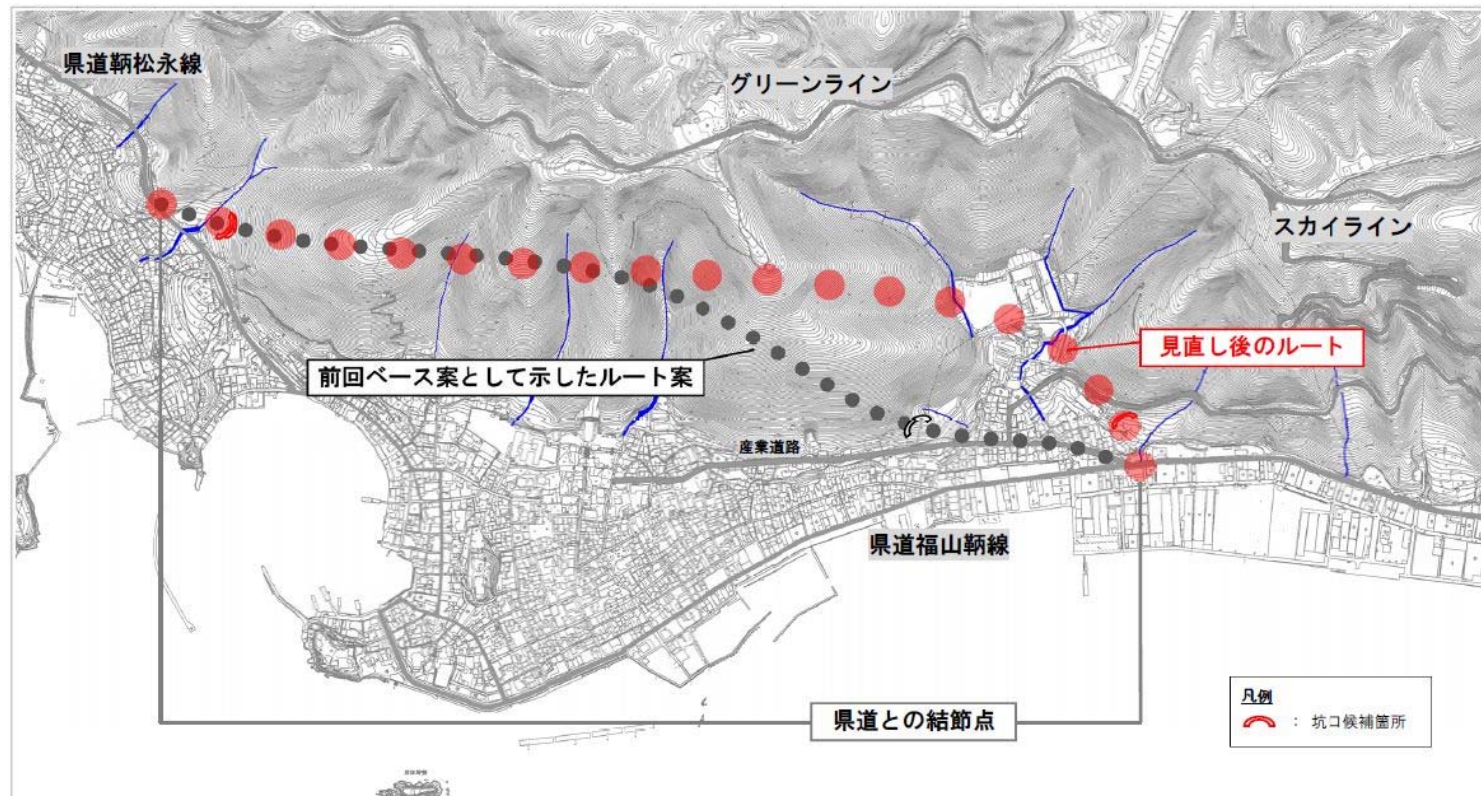 県道鞆松永線
グリーンライン
スカイライン
見直し後のルート
前回ベース案として示したルート案
産業道路
県道福山鞆線
県道との結節点
凡例
： 坑口候補箇所